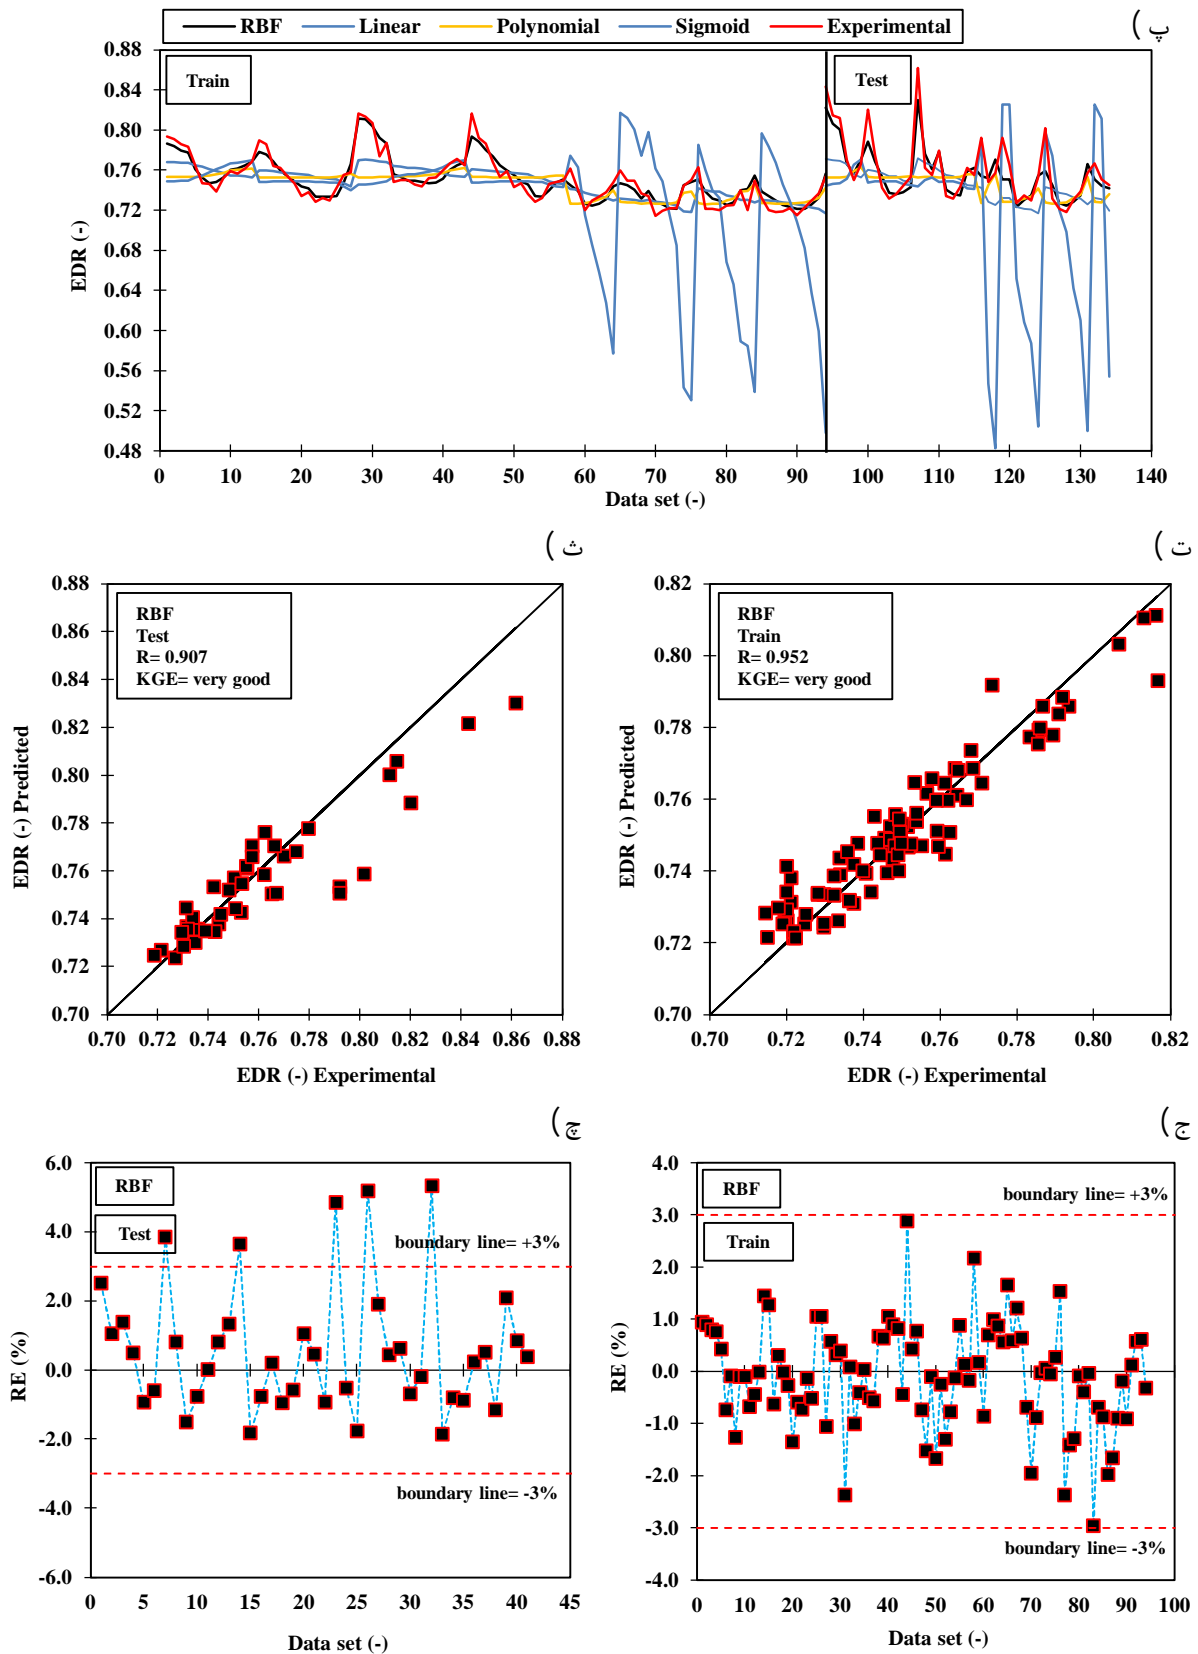 RBF Linear Polynomial Sigmoid Experimental
پ )
Train
Test
0.88
0.84
0.80
0.76
0.72
0.68
0.64
0.60
0.56
0.52
0.48
EDR (-)
0 10 20 30 40 50 60 70 80 90 100 110 120 130 140
Data set (-)
ث )
RBF
Test
R= 0.907
KGE= very good
0.88
0.86
0.84
0.82
0.80
0.78
0.76
0.74
0.72
0.70
EDR (-) Predicted
0.70 0.72 0.74 0.76 0.78 0.80 0.82 0.84 0.86 0.88
EDR (-) Experimental
ت )
RBF
Train
R= 0.952
KGE= very good
0.82
0.80
0.78
0.76
0.74
0.72
0.70
EDR (-) Predicted
0.70 0.72 0.74 0.76 0.78 0.80 0.82
EDR (-) Experimental
چ )
RBF
Test
boundary line= +3%
boundary line= -3%
6.0
4.0
2.0
0.0
-2.0
-4.0
-6.0
RE (%)
0 5 10 15 20 25 30 35 40 45
Data set (-)
ج )
RBF
Train
boundary line= +3%
boundary line= -3%
4.0
3.0
2.0
1.0
0.0
-1.0
-2.0
-3.0
-4.0
RE (%)
0 10 20 30 40 50 60 70 80 90 100
Data set (-)